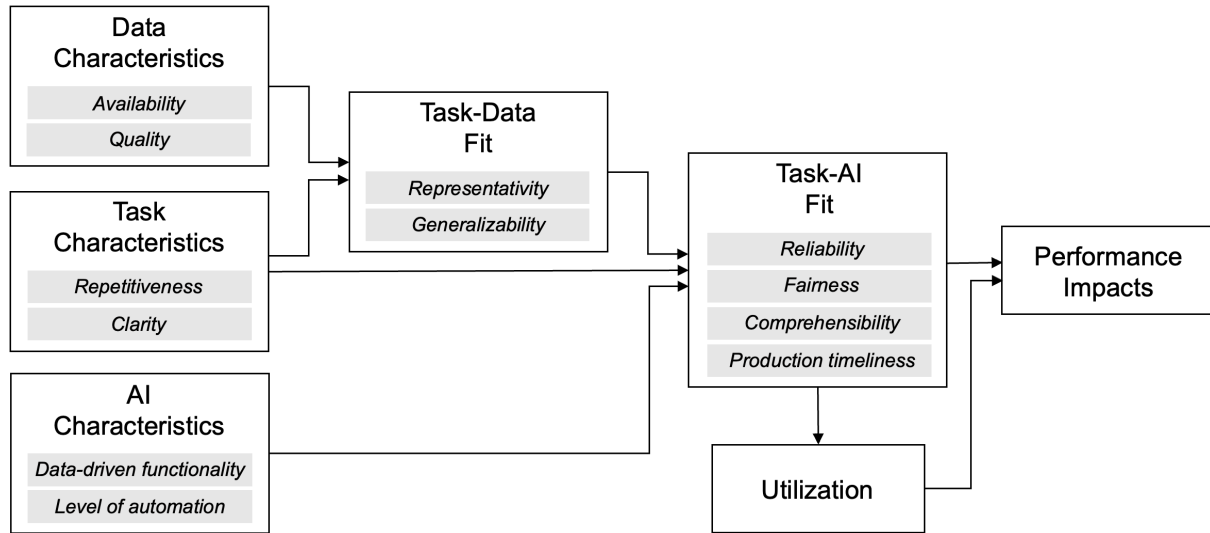 Data
Characteristics
Availability
Quality
Task
Characteristics
Repetitiveness
Clarity
AI
Characteristics
Data-driven functionality
Level of automation
Task-Data
Fit
Representativity
Generalizability
Task-AI
Fit
Reliability
Fairness
Comprehensibility
Production timeliness
Utilization
Performance
Impacts